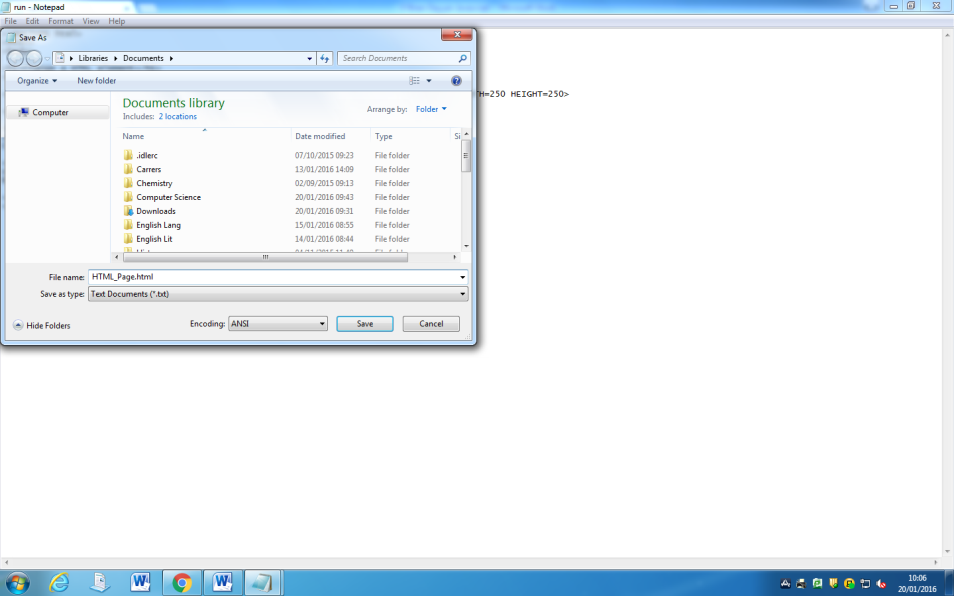 run - Notepad
File Edit Format View Help
Save As
Libraries Documents
Search Documents
Organize New folder
TH=250 HEIGHT=250>
Computer
Documents library
Includes: 2 locations
Arrange by: Folder
Name Date modified Type Si
.idlerc 07/10/2015 09:23 File folder
Carrers 13/01/2016 14:09 File folder
Chemistry 02/09/2015 09:13 File folder
Computer Science 20/01/2016 09:43 File folder
Downloads 20/01/2016 09:31 File folder
English Lang 15/01/2016 08:55 File folder
English Lit 14/01/2016 08:44 File folder
File name: HTML_Page.html
Save as type: Text Documents (*.txt)
Hide Folders
Encoding: ANSI
Save
Cancel
10:06
20/01/2016